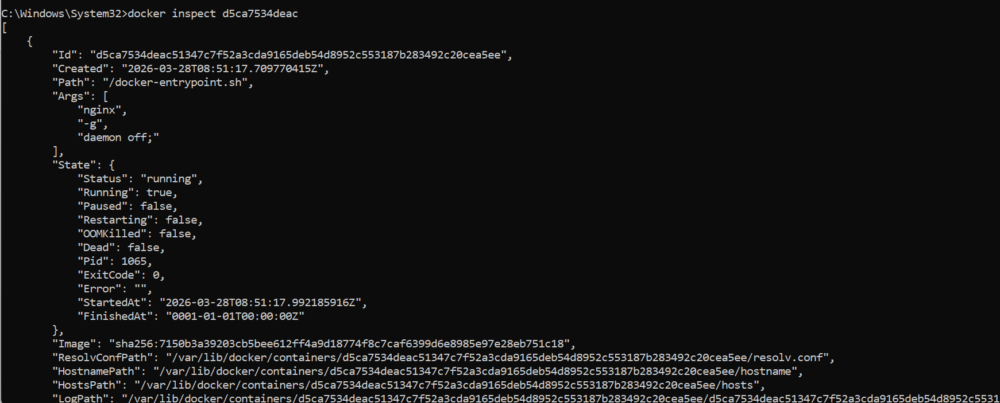 C:\Windows\System32>docker inspect d5ca7534deac
[
    {
        "Id": "d5ca7534deac51347c7f52a3cda9165deb54d8952c553187b283492c20cea5ee",
        "Created": "2026-03-28T08:51:17.709770415Z",
        "Path": "/docker-entrypoint.sh",
        "Args": [
            "nginx",
            "-g",
            "daemon off;"
        ],
        "State": {
            "Status": "running",
            "Running": true,
            "Paused": false,
            "Restarting": false,
            "OOMKilled": false,
            "Dead": false,
            "Pid": 1065,
            "ExitCode": 0,
            "Error": "",
            "StartedAt": "2026-03-28T08:51:17.992185916Z",
            "FinishedAt": "0001-01-01T00:00:00Z"
        },
        "Image": "sha256:7150b3a39203cb5bee612ff4a9d18774f8c7caf6399d6e8985e97e28eb751c18",
        "ResolvConfPath": "/var/lib/docker/containers/d5ca7534deac51347c7f52a3cda9165deb54d8952c553187b283492c20cea5ee/resolv.conf",
        "HostnamePath": "/var/lib/docker/containers/d5ca7534deac51347c7f52a3cda9165deb54d8952c553187b283492c20cea5ee/hostname",
        "HostsPath": "/var/lib/docker/containers/d5ca7534deac51347c7f52a3cda9165deb54d8952c553187b283492c20cea5ee/hosts",
        "LogPath": "/var/lib/docker/containers/d5ca7534deac51347c7f52a3cda9165deb54d8952c553187b283492c20cea5ee/d5ca7534deac51347c7f52a3cda9165deb54d8952c5531